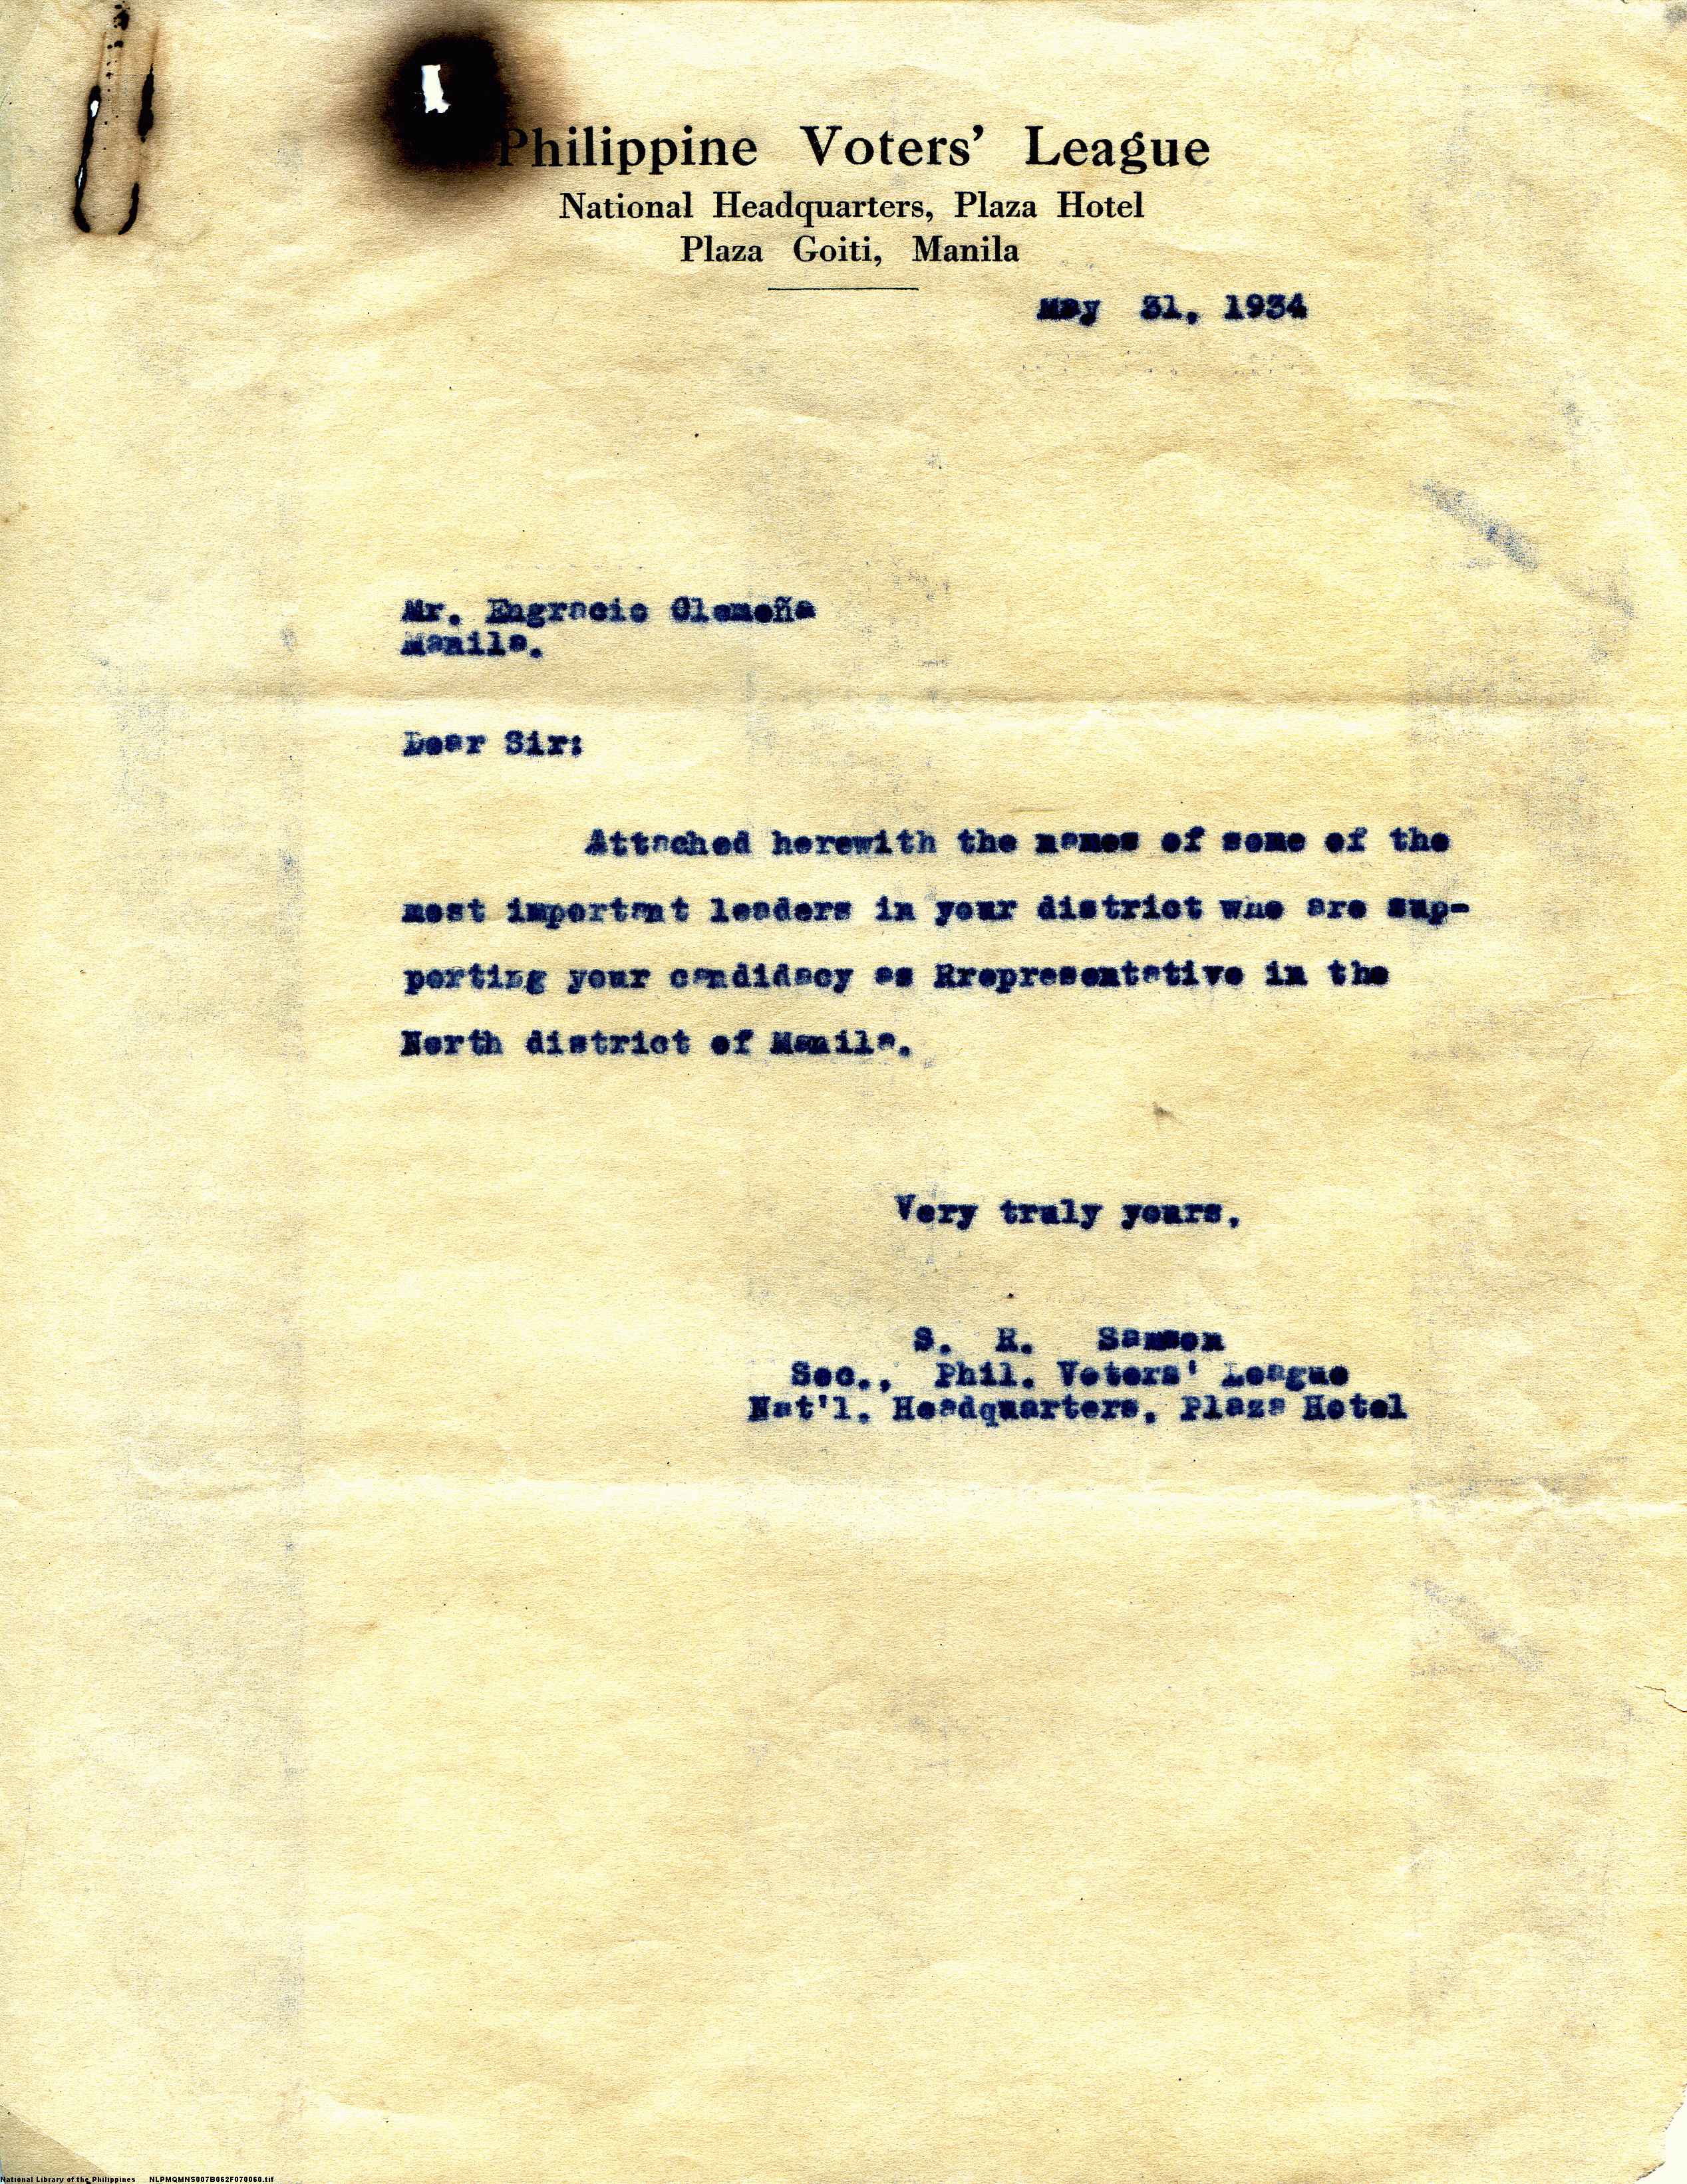 Philippine Voters' League
National Headquarters, Plaza Hotel
Plaza Goiti, Manila
May 31, 1934
Mr. Engracio Clemeña
Manila.
Dear Sir:
Attached herewith the names of some of the
most important leaders in your district who are sup-
porting your candidacy as Rrepresentative in the
North district of Manila.
Very truly yours,
S. R. Samson
Sec., Phil. Voters' League
Nat'l. Headquarters, Plaza Hotel
National Library of the Philippines NLPMQMNS007B062F070060.tif